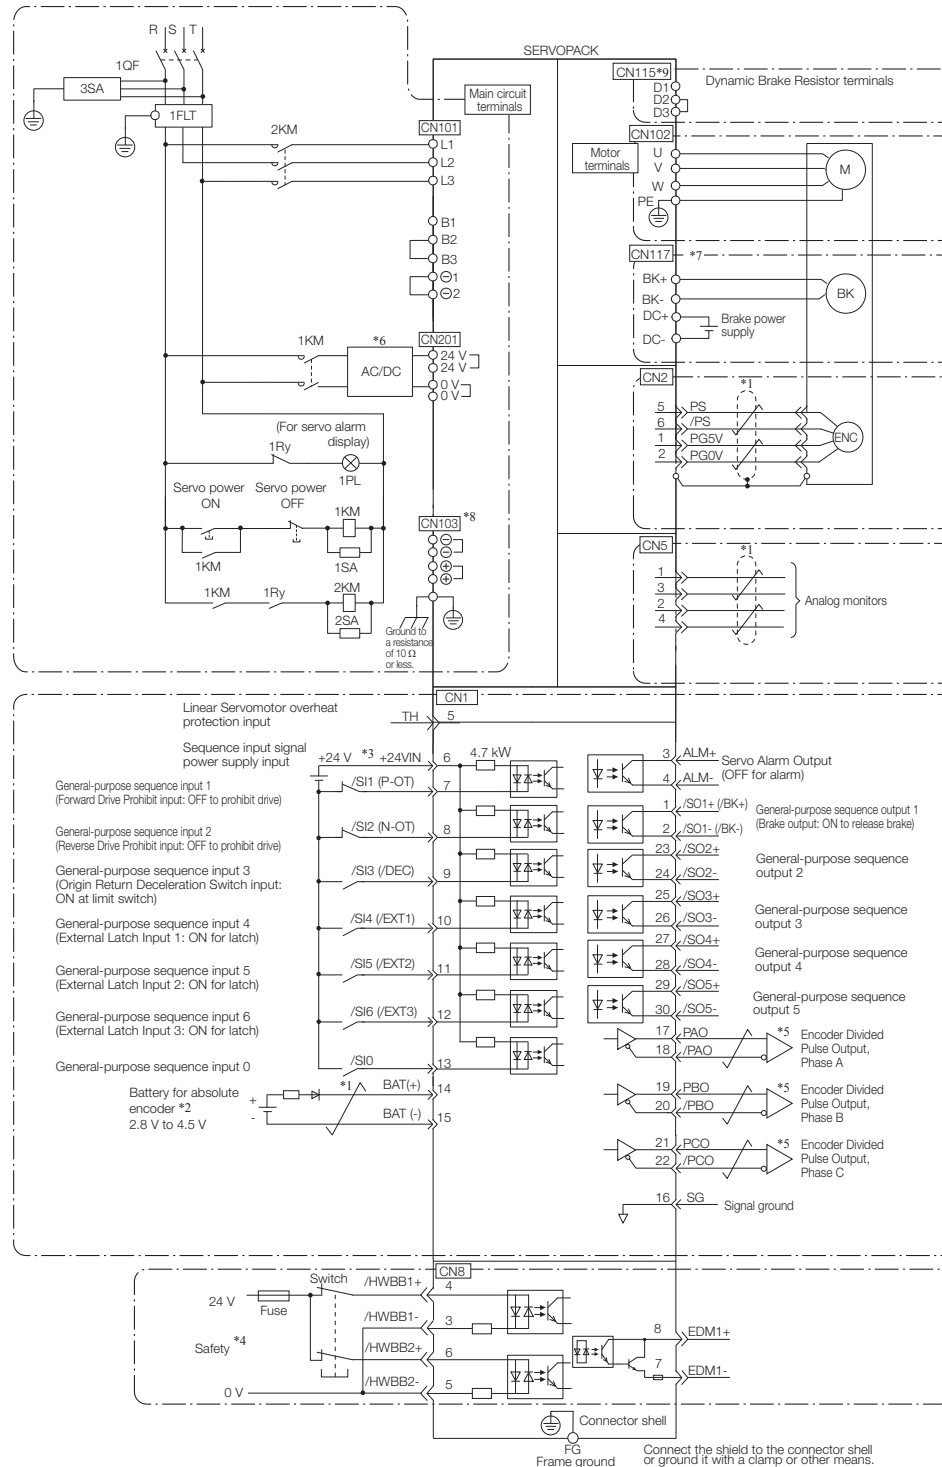 R S T
1QF
3SA
1FLT
2KM
Main circuit
terminals
CN101
L1
L2
L3
B1
B2
B3
⊖1
⊖2
1KM
*6
AC/DC
CN201
24 V
24 V
0 V
0 V
(For servo alarm
display)
1Ry
1PL
Servo power
ON
Servo power
OFF
1KM
1KM
1SA
1KM
1Ry
2KM
2SA
CN103
*8
⊖
⊖
⊕
⊕
Ground to
a resistance
of 10 Ω
or less.
SERVOPACK
CN115*9
Dynamic Brake Resistor terminals
D1
D2
D3
CN102
Motor
terminals
U
V
W
PE
M
CN117
*7
BK+
BK-
BK
DC+
DC-
Brake power
supply
CN2
*1
5 PS
6 /PS
1 PG5V
2 PG0V
ENC
CN5
*1
1
3
2
4
Analog monitors
CN1
Linear Servomotor overheat
protection input
TH 5
Sequence input signal
power supply input
+24 V *3 +24VIN 6 4.7 kW
General-purpose sequence input 1
(Forward Drive Prohibit input: OFF to prohibit drive)
/SI1 (P-OT) 7
General-purpose sequence input 2
(Reverse Drive Prohibit input: OFF to prohibit drive)
/SI2 (N-OT) 8
General-purpose sequence input 3
(Origin Return Deceleration Switch input:
ON at limit switch)
/SI3 (/DEC) 9
General-purpose sequence input 4
(External Latch Input 1: ON for latch)
/SI4 (/EXT1) 10
General-purpose sequence input 5
(External Latch Input 2: ON for latch)
/SI5 (/EXT2) 11
General-purpose sequence input 6
(External Latch Input 3: ON for latch)
/SI6 (/EXT3) 12
General-purpose sequence input 0
/SI0 13
Battery for absolute
encoder *2
2.8 V to 4.5 V
+
-
*1
BAT(+) 14
BAT (-) 15
3 ALM+
4 ALM-
Servo Alarm Output
(OFF for alarm)
1 /SO1+ (/BK+)
2 /SO1- (/BK-)
General-purpose sequence output 1
(Brake output: ON to release brake)
23 /SO2+
24 /SO2-
General-purpose sequence
output 2
25 /SO3+
26 /SO3-
General-purpose sequence
output 3
27 /SO4+
28 /SO4-
General-purpose sequence
output 4
29 /SO5+
30 /SO5-
General-purpose sequence
output 5
17 PAO
18 /PAO
*5 Encoder Divided
Pulse Output,
Phase A
19 PBO
20 /PBO
*5 Encoder Divided
Pulse Output,
Phase B
21 PCO
22 /PCO
*5 Encoder Divided
Pulse Output,
Phase C
16 SG
Signal ground
CN8
24 V
Fuse
Switch
Safety *4
0 V
/HWBB1+ 4
/HWBB1- 3
/HWBB2+ 6
/HWBB2- 5
8 EDM1+
7 EDM1-
Connector shell
FG
Frame ground
Connect the shield to the connector shell
or ground it with a clamp or other means.